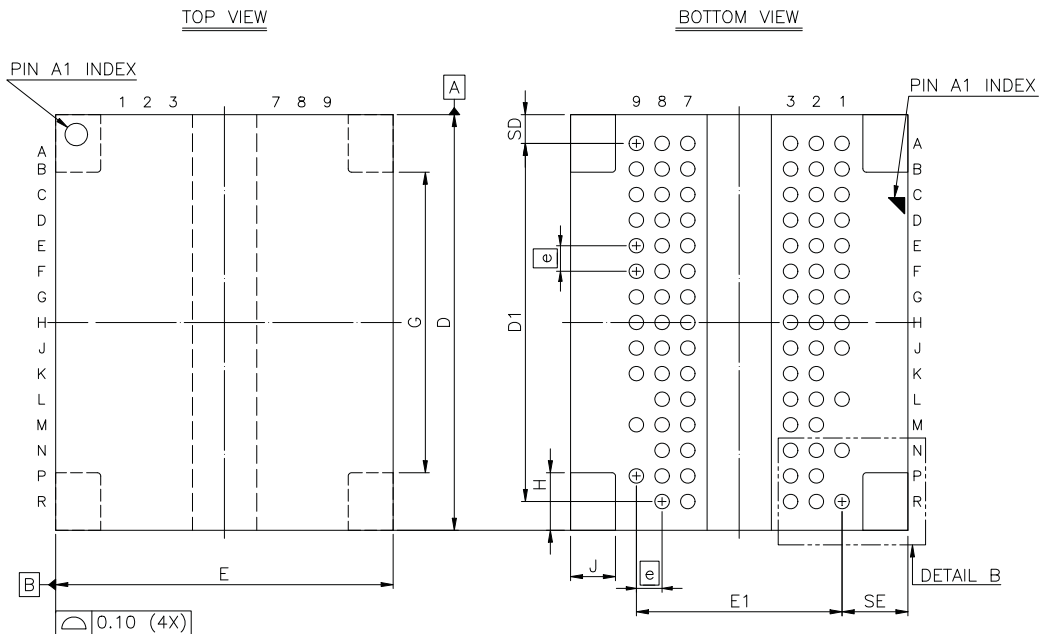 TOP VIEW
BOTTOM VIEW
PIN A1 INDEX
1 2 3 7 8 9
A
A
B
C
D
E
F
G
H
J
K
L
M
N
P
R
G
D
B
E
0.10 (4X)
9 8 7 3 2 1
PIN A1 INDEX
SD
e
D1
H
J
e
E1
SE
A
B
C
D
E
F
G
H
J
K
L
M
N
P
R
DETAIL B